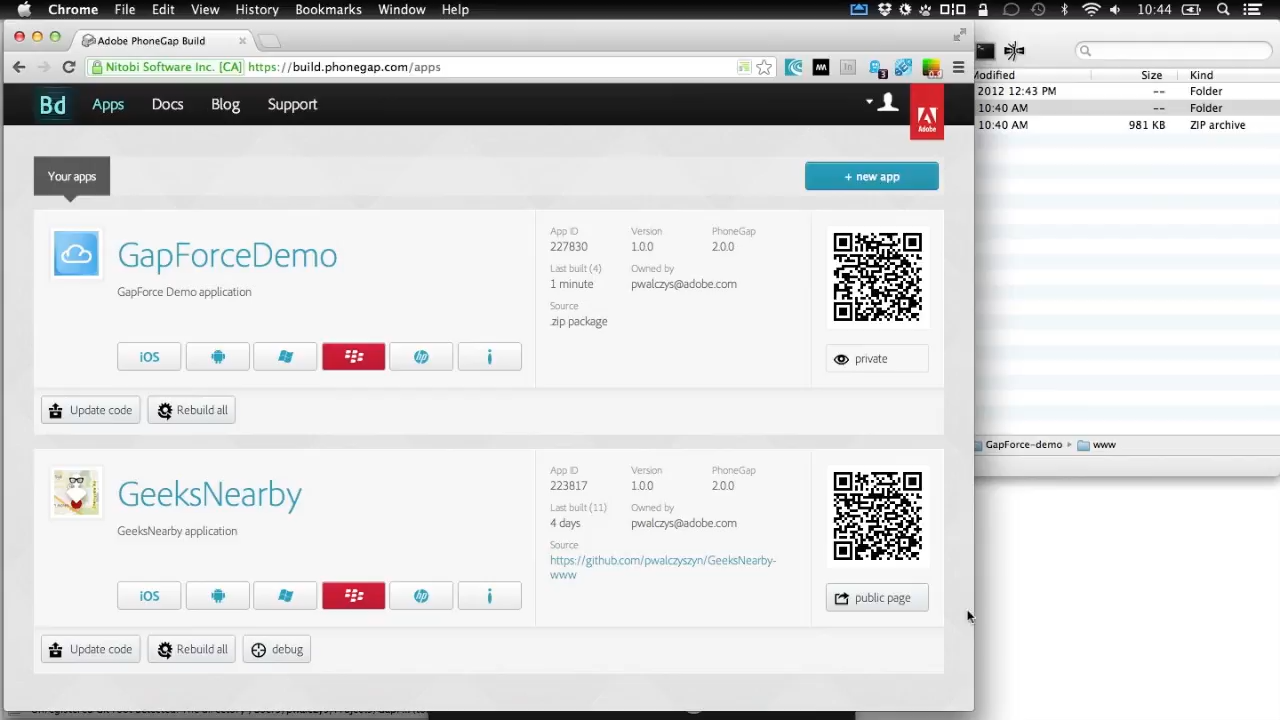 Chrome File Edit View History Bookmarks Window Help 10:44
Adobe PhoneGap Build
Nitobi Software Inc. [CA] https://build.phonegap.com/apps
Modified Size Kind
2012 12:43 PM -- Folder
10:40 AM -- Folder
10:40 AM 981 KB ZIP archive
Bd Apps Docs Blog Support
Adobe
Your apps
+ new app
GapForceDemo
GapForce Demo application
App ID Version PhoneGap
227830 1.0.0 2.0.0
Last built (4) Owned by
1 minute pwalczys@adobe.com
Source
.zip package
iOS
private
Update code Rebuild all
GapForce-demo www
GeeksNearby
GeeksNearby application
App ID Version PhoneGap
223817 1.0.0 2.0.0
Last built (11) Owned by
4 days pwalczys@adobe.com
Source
https://github.com/pwalczyszyn/GeeksNearby-
www
iOS
public page
Update code Rebuild all debug